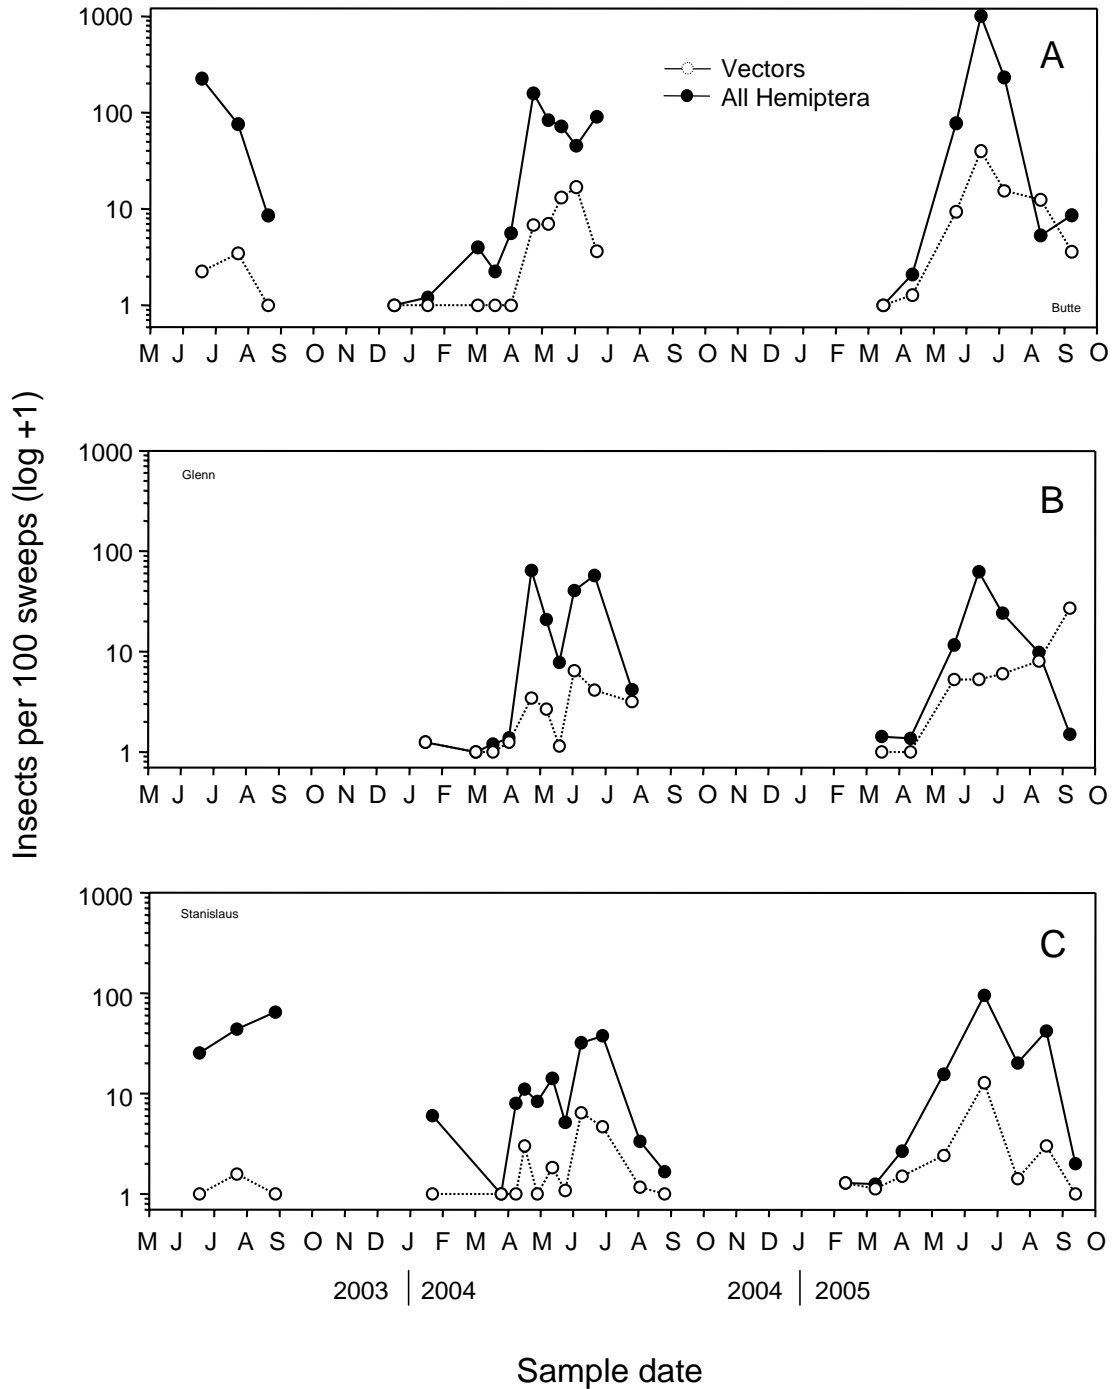 1000
100
10
1
Vectors
All Hemiptera
A
Butte
M J J A S O N D J F M A M J J A S O N D J F M A M J J A S O
Insects per 100 sweeps (log +1)
1000
100
10
1
Glenn
B
M J J A S O N D J F M A M J J A S O N D J F M A M J J A S O
1000
100
10
1
Stanislaus
C
M J J A S O N D J F M A M J J A S O N D J F M A M J J A S O
2003 | 2004 2004 | 2005
Sample date